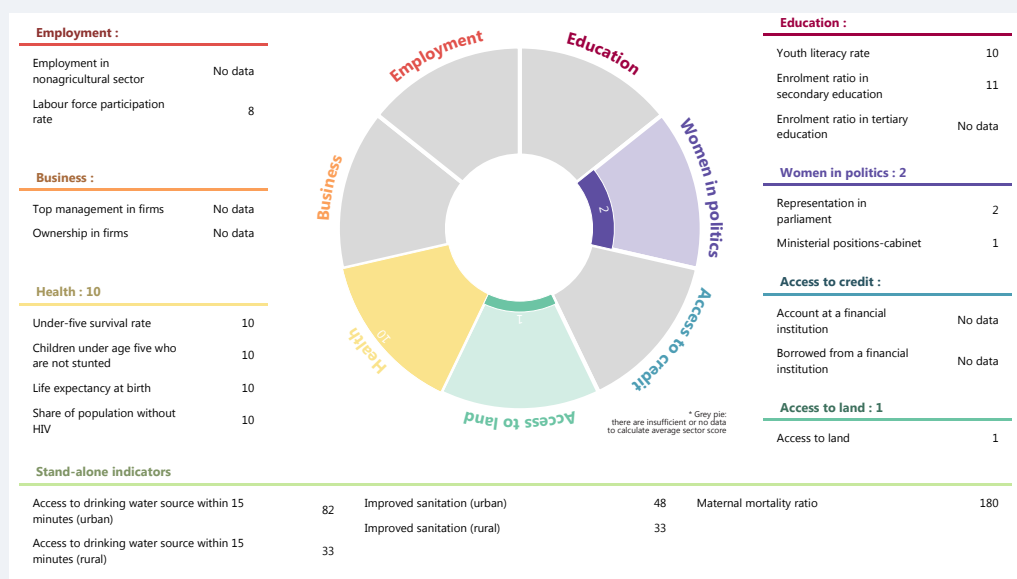 Employment :
Employment in
nonagricultural sector
No data
Labour force participation
rate
8
Business :
Top management in firms
No data
Ownership in firms
No data
Health : 10
Under-five survival rate
10
Children under age five who
are not stunted
10
Life expectancy at birth
10
Share of population without
HIV
10
Employment
Education
Women in politics
Access to credit
Access to land
Health
Business
2
1
10
* Grey pie:
there are insufficient or no data
to calculate average sector score
Education :
Youth literacy rate
10
Enrolment ratio in
secondary education
11
Enrolment ratio in tertiary
education
No data
Women in politics : 2
Representation in
parliament
2
Ministerial positions-cabinet
1
Access to credit :
Account at a financial
institution
No data
Borrowed from a financial
institution
No data
Access to land : 1
Access to land
1
Stand-alone indicators
Access to drinking water source within 15
minutes (urban)
82
Access to drinking water source within 15
minutes (rural)
33
Improved sanitation (urban)
48
Improved sanitation (rural)
33
Maternal mortality ratio
180